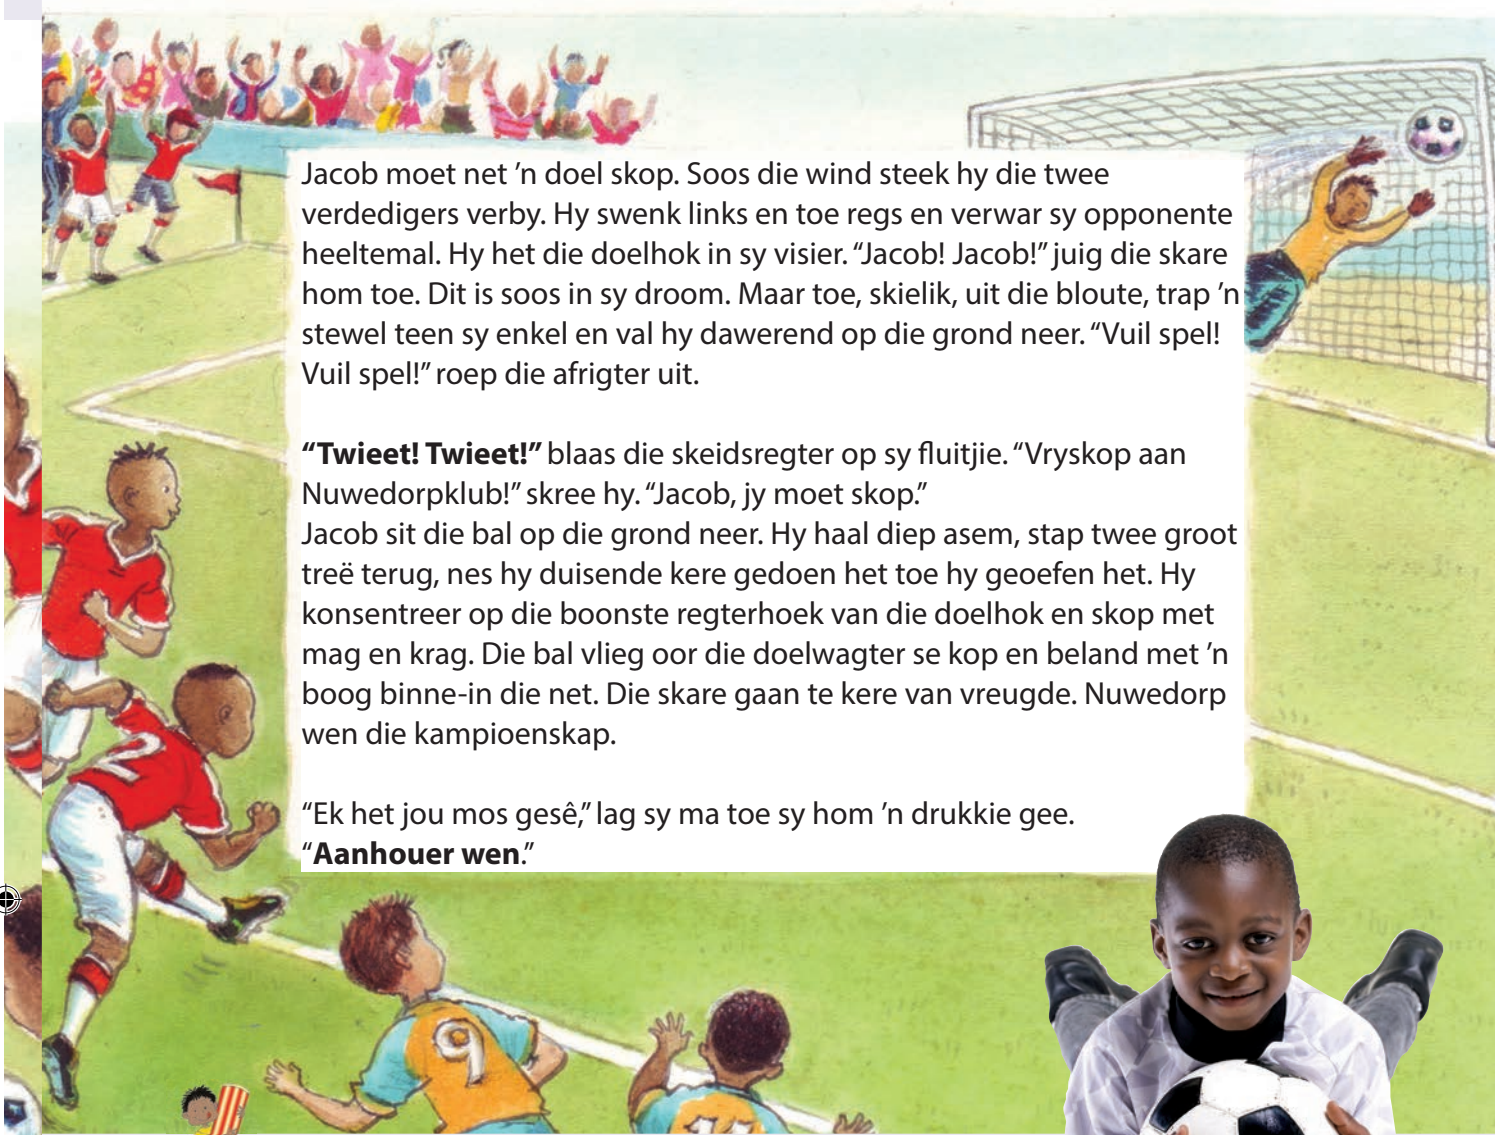 Jacob moet net ’n doel skop. Soos die wind steek hy die twee
verdedigers verby. Hy swenk links en toe regs en verwar sy opponente
heeltemal. Hy het die doelhok in sy visier. “Jacob! Jacob!” juig die skare
hom toe. Dit is soos in sy droom. Maar toe, skielik, uit die bloute, trap ’n
stewel teen sy enkel en val hy dawerend op die grond neer. “Vuil spel!
Vuil spel!” roep die afrigter uit.
“Twieet! Twieet!” blaas die skeidsregter op sy fluitjie. “Vryskop aan
Nuwedorpklub!” skree hy. “Jacob, jy moet skop.”
Jacob sit die bal op die grond neer. Hy haal diep asem, stap twee groot
treë terug, nes hy duisende kere gedoen het toe hy geoefen het. Hy
konsentreer op die boonste regterhoek van die doelhok en skop met
mag en krag. Die bal vlieg oor die doelwagter se kop en beland met ’n
boog binne-in die net. Die skare gaan te kere van vreugde. Nuwedorp
wen die kampioenskap.
“Ek het jou mos gesê,” lag sy ma toe sy hom ’n drukkie gee.
“Aanhouer wen.”
2
9